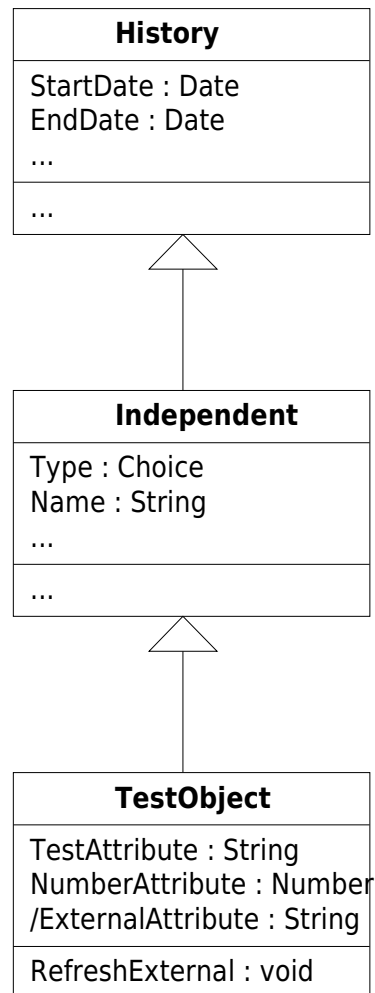 History
StartDate : Date
EndDate : Date
...
...
Independent
Type : Choice
Name : String
...
...
TestObject
TestAttribute : String
NumberAttribute : Number
/ExternalAttribute : String
RefreshExternal : void